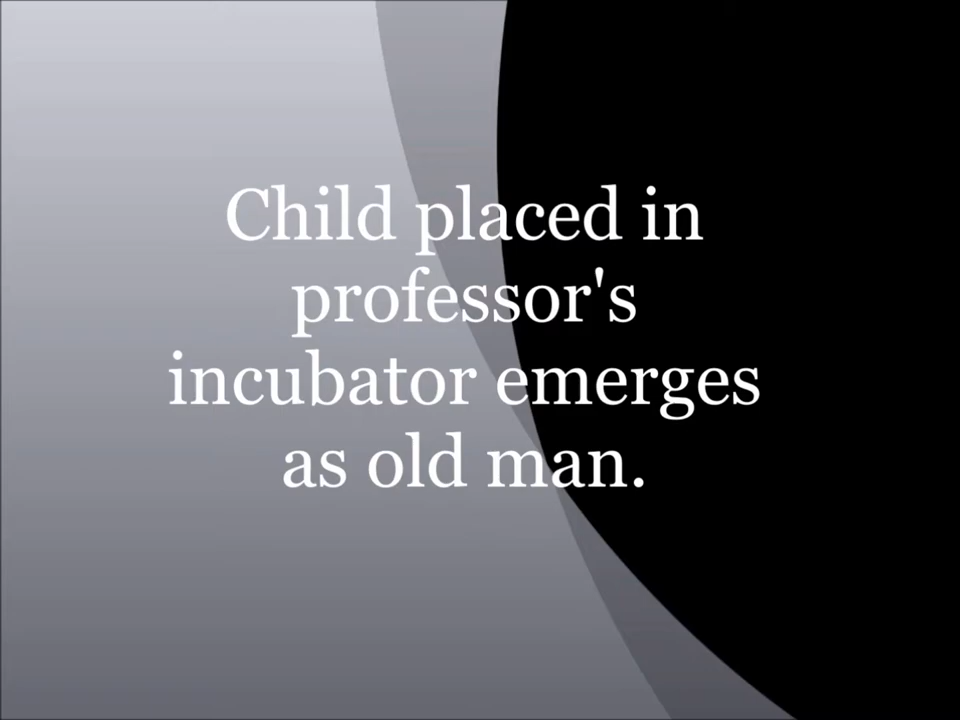 Child placed in
professor's
incubator emerges
as old man.